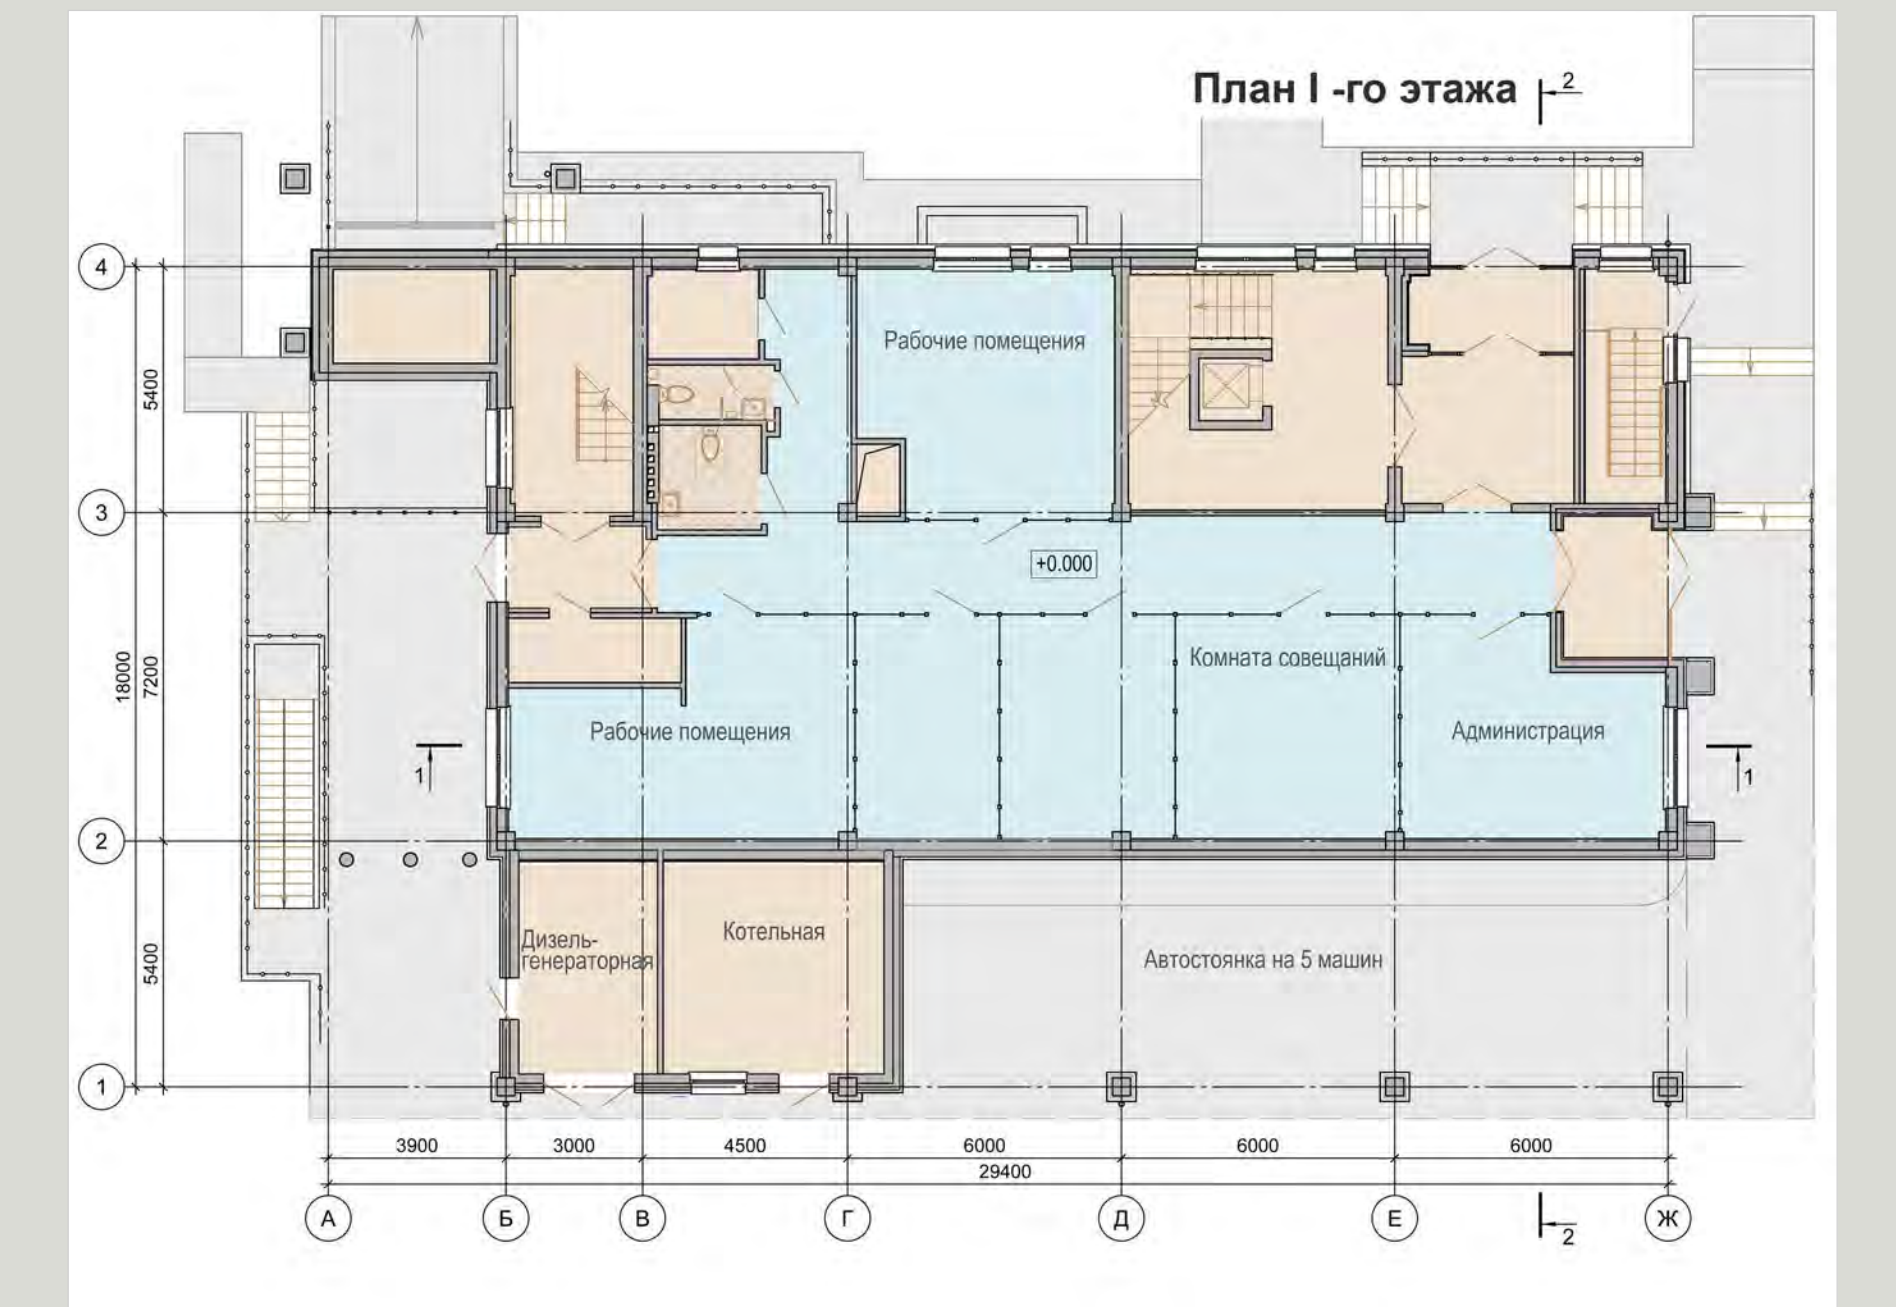 План I -го этажа
2
4
5400
Рабочие помещения
3
+0.000
18000
7200
Комната совещаний
Рабочие помещения
Администрация
1
1
2
5400
Дизель-
генераторная
Котельная
Автостоянка на 5 машин
1
3900
3000
4500
6000
6000
6000
29400
А
Б
В
Г
Д
Е
Ж
2